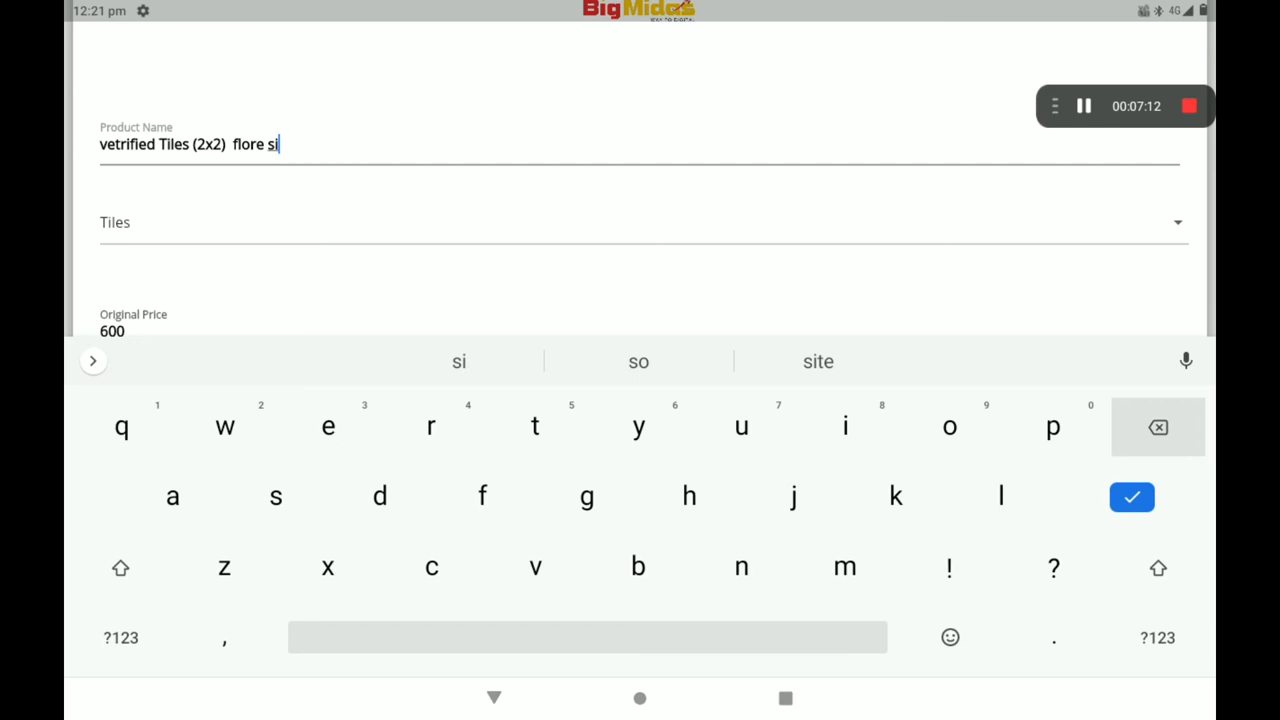 12:21 pm
BigMidas
4G
00:07:12
Product Name
vetrified Tiles (2x2)  flore si
Tiles
Original Price
600
si so site
1 2 3 4 5 6 7 8 9 0
q w e r t y u i o p
a s d f g h j k l
z x c v b n m ! ?
?123 , . ?123